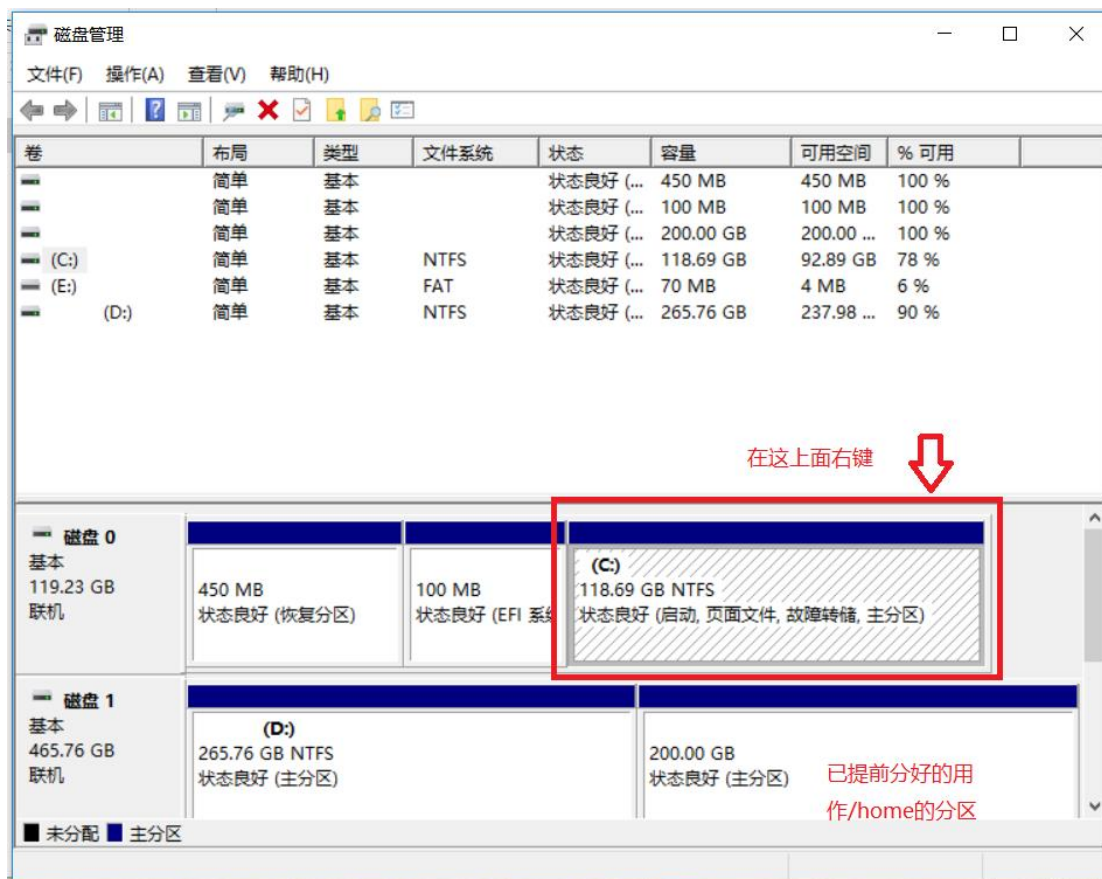 磁盘管理
文件(F) 操作(A) 查看(V) 帮助(H)
卷 布局 类型 文件系统 状态 容量 可用空间 % 可用
简单 基本 状态良好 (... 450 MB 450 MB 100 %
简单 基本 状态良好 (... 100 MB 100 MB 100 %
简单 基本 状态良好 (... 200.00 GB 200.00 ... 100 %
(C:) 简单 基本 NTFS 状态良好 (... 118.69 GB 92.89 GB 78 %
(E:) 简单 基本 FAT 状态良好 (... 70 MB 4 MB 6 %
(D:) 简单 基本 NTFS 状态良好 (... 265.76 GB 237.98 ... 90 %
在这上面右键
磁盘 0
基本
119.23 GB
联机
450 MB
状态良好 (恢复分区)
100 MB
状态良好 (EFI 系统
(C:)
118.69 GB NTFS
状态良好 (启动, 页面文件, 故障转储, 主分区)
磁盘 1
基本
465.76 GB
联机
(D:)
265.76 GB NTFS
状态良好 (主分区)
200.00 GB
状态良好 (主分区)
已提前分好的用
作/home的分区
未分配 主分区